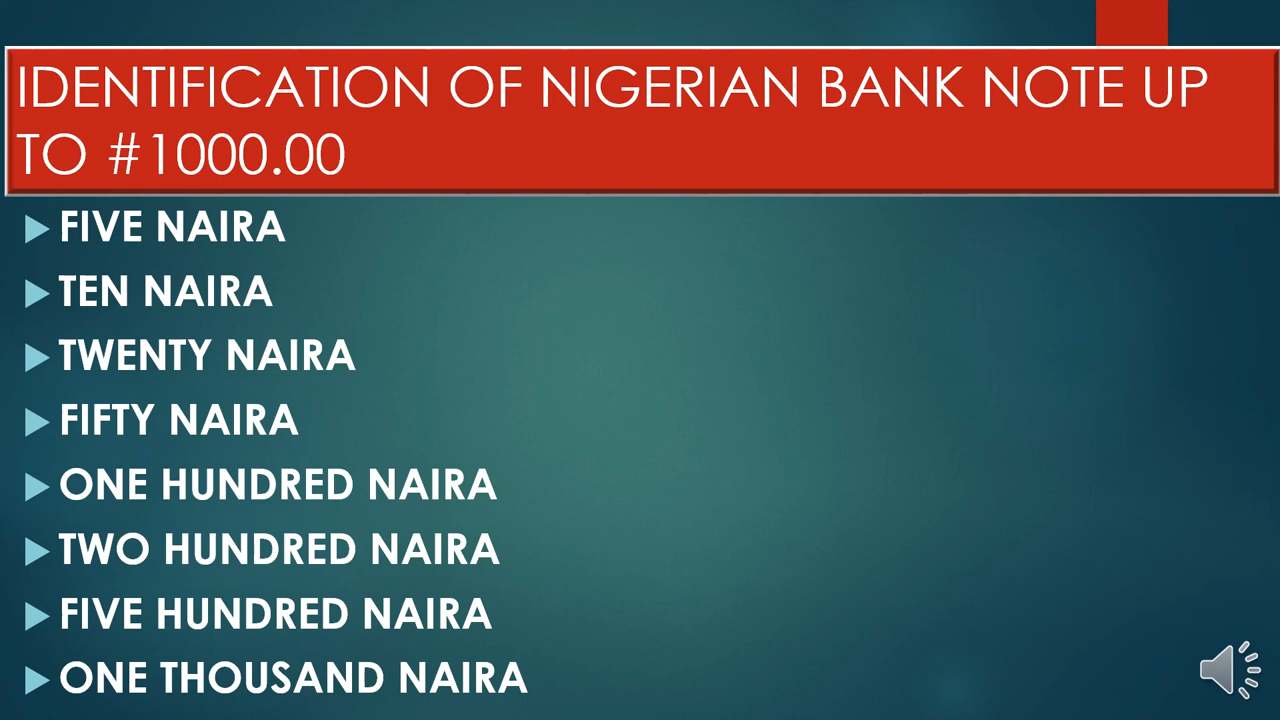 IDENTIFICATION OF NIGERIAN BANK NOTE UP
TO #1000.00
FIVE NAIRA
TEN NAIRA
TWENTY NAIRA
FIFTY NAIRA
ONE HUNDRED NAIRA
TWO HUNDRED NAIRA
FIVE HUNDRED NAIRA
ONE THOUSAND NAIRA